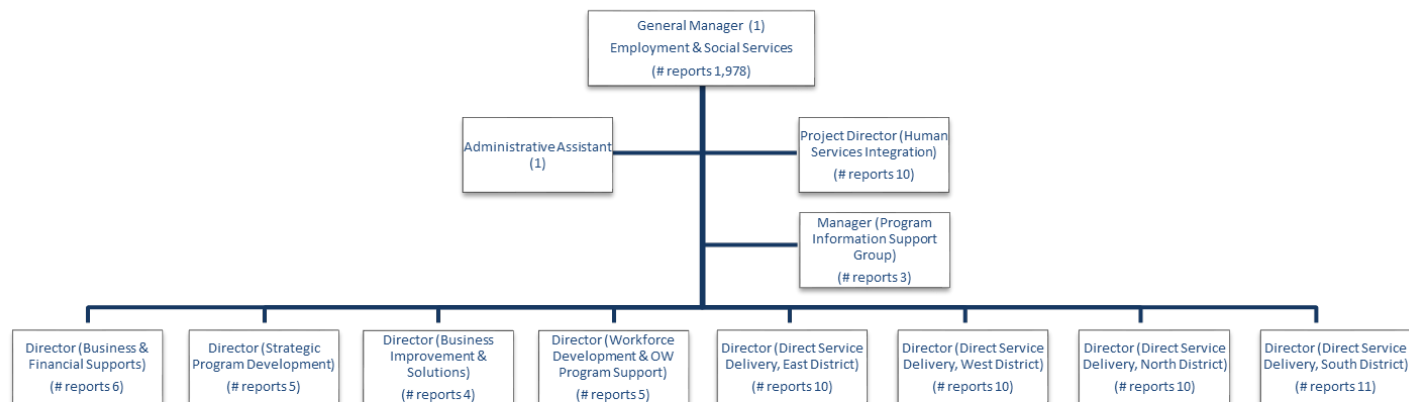 General Manager (1)
Employment & Social Services
(# reports 1,978)
Administrative Assistant
(1)
Project Director (Human
Services Integration)
(# reports 10)
Manager (Program
Information Support
Group)
(# reports 3)
Director (Business &
Financial Supports)
(# reports 6)
Director (Strategic
Program Development)
(# reports 5)
Director (Business
Improvement &
Solutions)
(# reports 4)
Director (Workforce
Development & OW
Program Support)
(# reports 5)
Director (Direct Service
Delivery, East District)
(# reports 10)
Director (Direct Service
Delivery, West District)
(# reports 10)
Director (Direct Service
Delivery, North District)
(# reports 10)
Director (Direct Service
Delivery, South District)
(# reports 11)